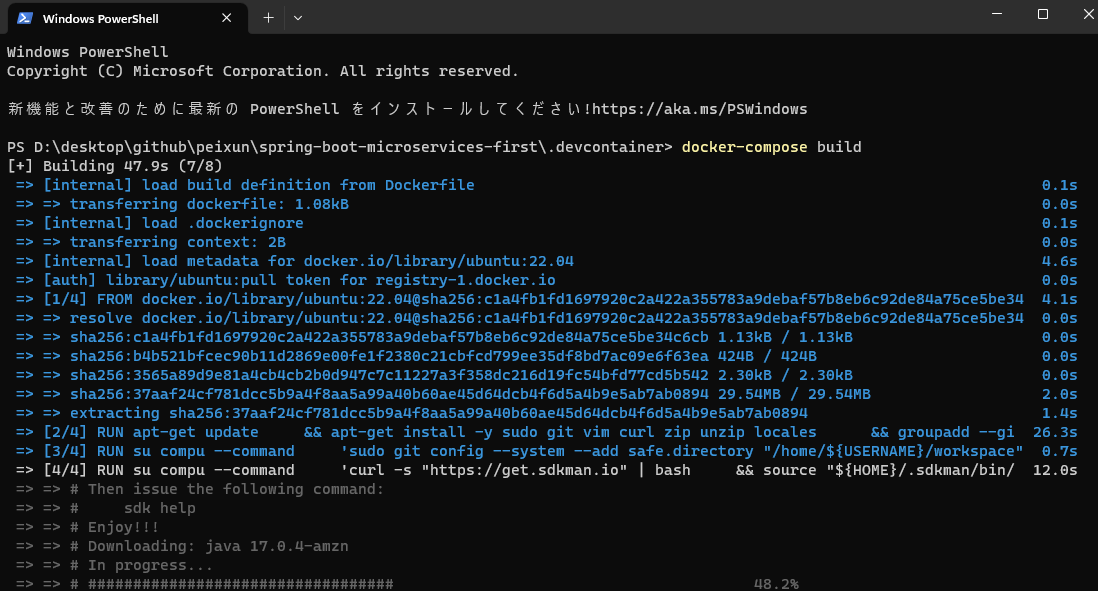 Windows PowerShell
Windows PowerShell
Copyright (C) Microsoft Corporation. All rights reserved.
新機能と改善のために最新の PowerShell をインストールしてください!https://aka.ms/PSWindows
PS D:\desktop\github\peixun\spring-boot-microservices-first\.devcontainer> docker-compose build
[+] Building 47.9s (7/8)
=> [internal] load build definition from Dockerfile 0.1s
=> => transferring dockerfile: 1.08kB 0.0s
=> [internal] load .dockerignore 0.1s
=> => transferring context: 2B 0.0s
=> [internal] load metadata for docker.io/library/ubuntu:22.04 4.6s
=> [auth] library/ubuntu:pull token for registry-1.docker.io 0.0s
=> [1/4] FROM docker.io/library/ubuntu:22.04@sha256:c1a4fb1fd1697920c2a422a355783a9debaf57b8eb6c92de84a75ce5be34 4.1s
=> => resolve docker.io/library/ubuntu:22.04@sha256:c1a4fb1fd1697920c2a422a355783a9debaf57b8eb6c92de84a75ce5be34 0.0s
=> => sha256:c1a4fb1fd1697920c2a422a355783a9debaf57b8eb6c92de84a75ce5be34c6cb 1.13kB / 1.13kB 0.0s
=> => sha256:b4b521bfcec90b11d2869e00fe1f2380c21cbfcd799ee35df8bd7ac09e6f63ea 424B / 424B 0.0s
=> => sha256:3565a89d9e81a4cb4cb2b0d947c7c11227a3f358dc216d19fc54bfd77cd5b542 2.30kB / 2.30kB 0.0s
=> => sha256:37aaf24cf781dcc5b9a4f8aa5a99a40b60ae45d64dcb4f6d5a4b9e5ab7ab0894 29.54MB / 29.54MB 2.0s
=> => extracting sha256:37aaf24cf781dcc5b9a4f8aa5a99a40b60ae45d64dcb4f6d5a4b9e5ab7ab0894 1.4s
=> [2/4] RUN apt-get update     && apt-get install -y sudo git vim curl zip unzip locales      && groupadd --gi 26.3s
=> [3/4] RUN su compu --command     'sudo git config --system --add safe.directory "/home/${USERNAME}/workspace" 0.7s
=> [4/4] RUN su compu --command     'curl -s "https://get.sdkman.io" | bash     && source "${HOME}/.sdkman/bin/ 12.0s
=> => # Then issue the following command:
=> => #     sdk help
=> => # Enjoy!!!
=> => # Downloading: java 17.0.4-amzn
=> => # In progress...
=> => # ################################## 48.2%